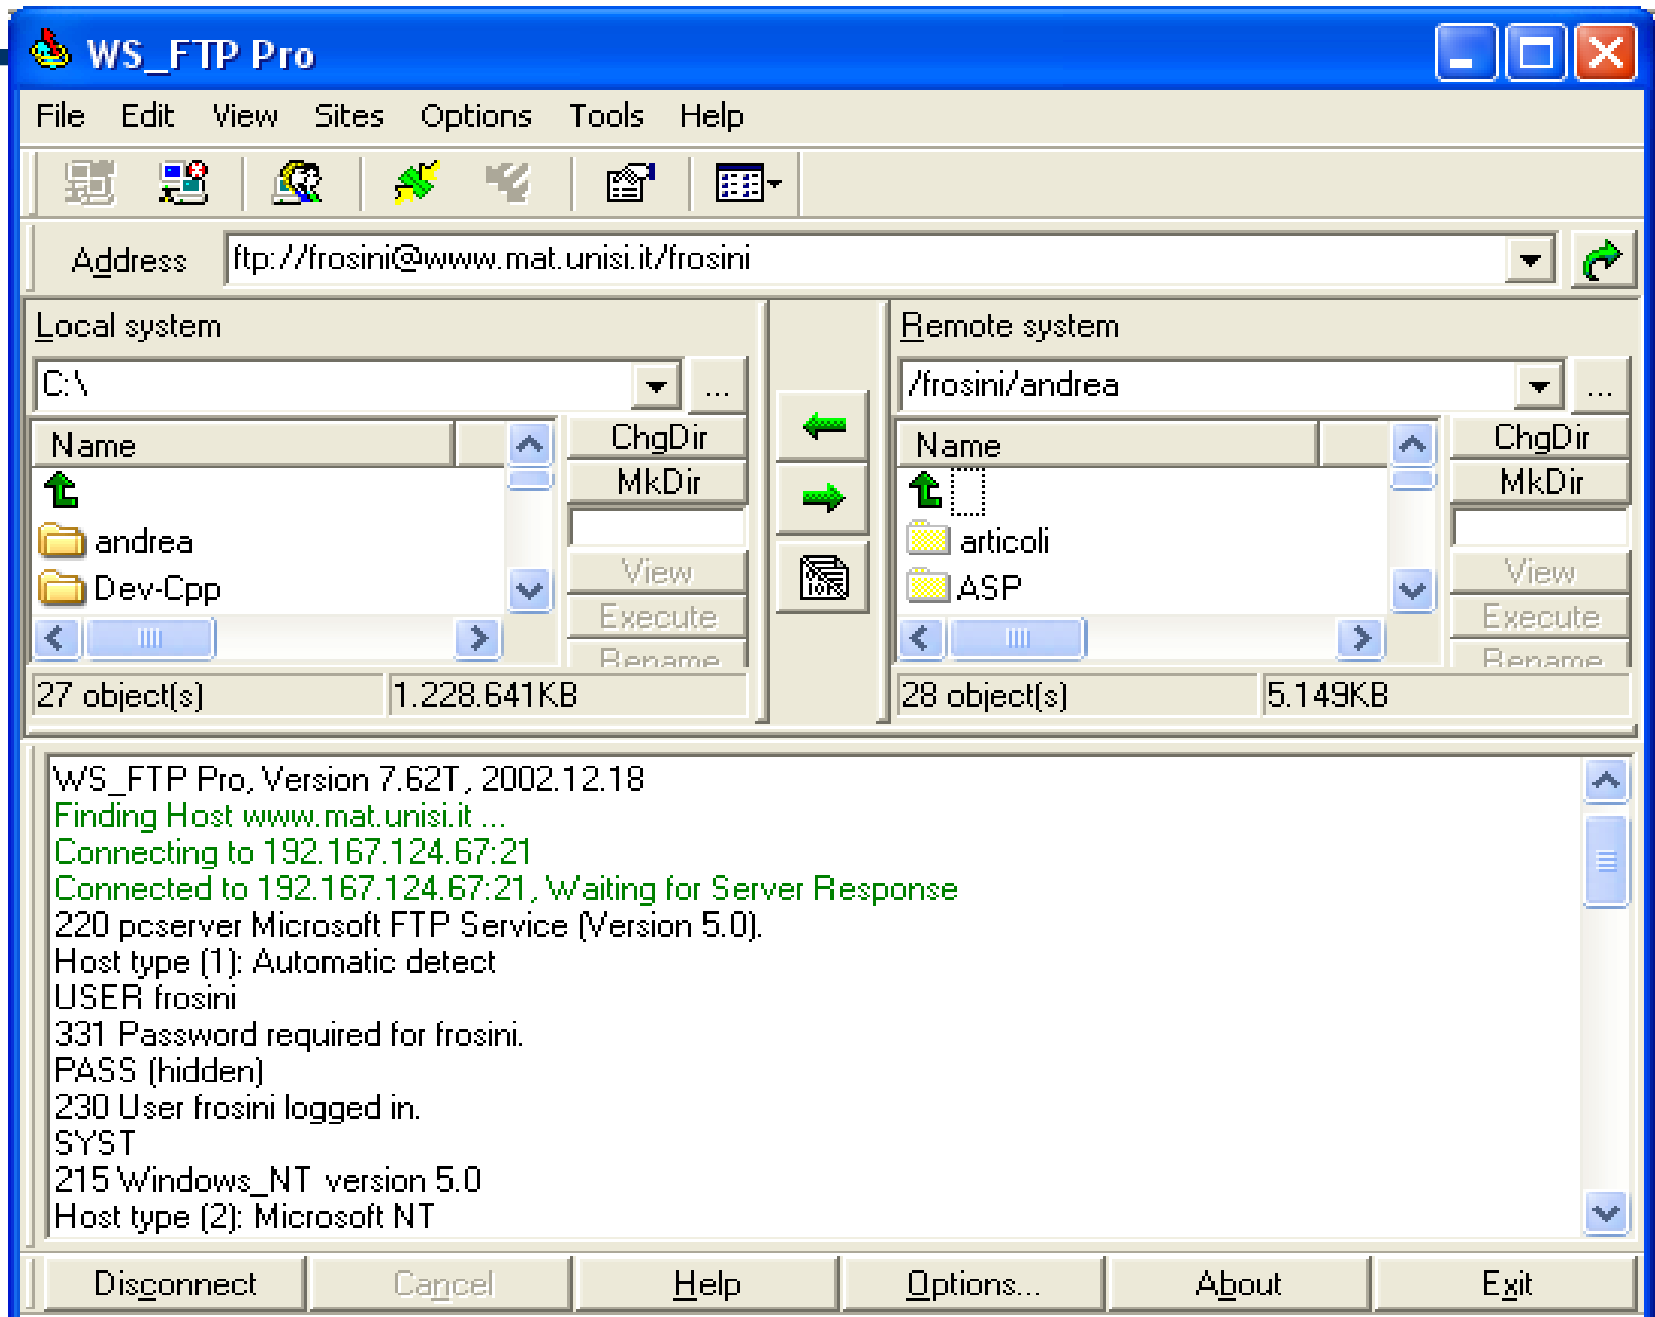 WS_FTP Pro
File Edit View Sites Options Tools Help
Address ftp://frosini@www.mat.unisi.it/frosini
Local system
C:\ ...
Name
andrea
Dev-Cpp
ChgDir
MkDir
View
Execute
Rename
27 object(s) 1.228.641KB
Remote system
/frosini/andrea ...
Name
articoli
ASP
ChgDir
MkDir
View
Execute
Rename
28 object(s) 5.149KB
WS_FTP Pro, Version 7.62T, 2002.12.18
Finding Host www.mat.unisi.it ...
Connecting to 192.167.124.67:21
Connected to 192.167.124.67:21, Waiting for Server Response
220 pcserver Microsoft FTP Service (Version 5.0).
Host type (1): Automatic detect
USER frosini
331 Password required for frosini.
PASS (hidden)
230 User frosini logged in.
SYST
215 Windows_NT version 5.0
Host type (2): Microsoft NT
Disconnect Cancel Help Options... About Exit